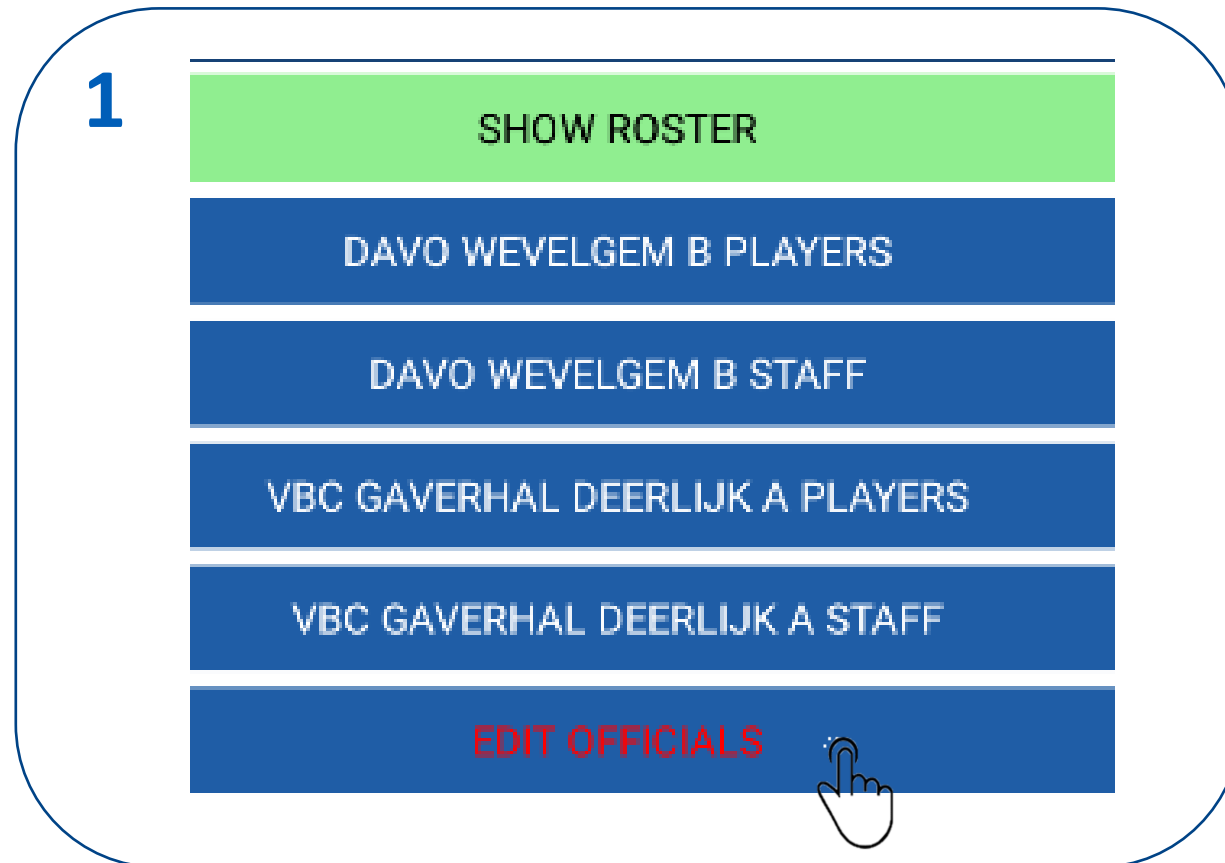 1
SHOW ROSTER
DAVO WEVELGEM B PLAYERS
DAVO WEVELGEM B STAFF
VBC GAVERHAL DEERLIJK A PLAYERS
VBC GAVERHAL DEERLIJK A STAFF
EDIT OFFICIALS